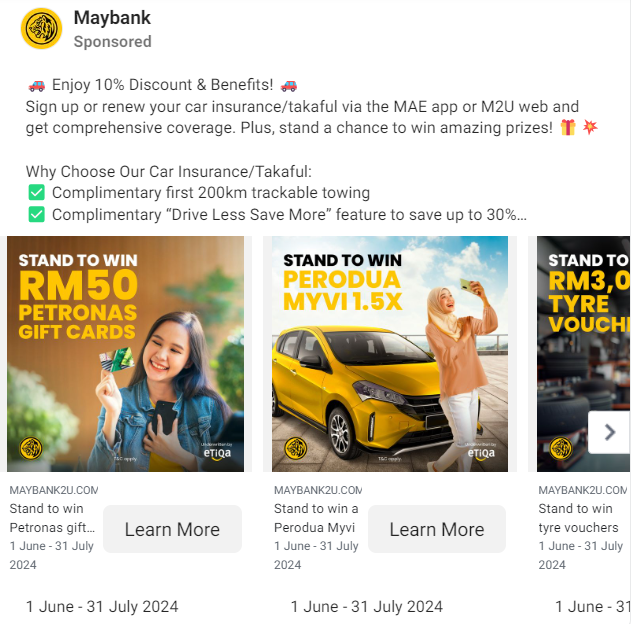 Maybank
Sponsored
🚗 Enjoy 10% Discount & Benefits! 🚗
Sign up or renew your car insurance/takaful via the MAE app or M2U web and
get comprehensive coverage. Plus, stand a chance to win amazing prizes! 🎁 💥
Why Choose Our Car Insurance/Takaful:
✅ Complimentary first 200km trackable towing
✅ Complimentary “Drive Less Save More” feature to save up to 30%...
STAND TO WIN
RM50
PETRONAS
GIFT CARDS
T&C apply.
Underwritten by
etiqa
STAND TO WIN
PERODUA
MYVI 1.5X
T&C apply.
Underwritten by
etiqa
STAND TO
RM3,0
TYRE
VOUCH
MAYBANK2U.COM
Stand to win
Petronas gift...
1 June - 31 July
2024
Learn More
MAYBANK2U.COM
Stand to win a
Perodua Myvi
1 June - 31 July
2024
Learn More
MAYBANK2U.COM
Stand to win
tyre vouchers
1 June - 31 July
2024
1 June - 31 July 2024
1 June - 31 July 2024
1 June - 31